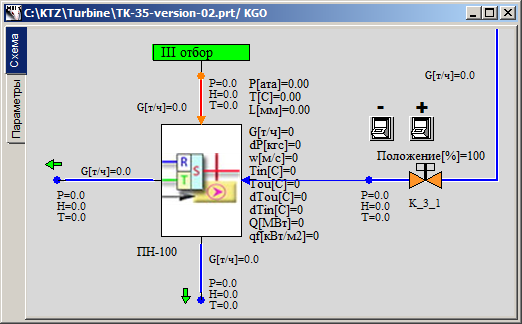 C:\KTZ\Turbine\TK-35-version-02.prt/ KGO
Схема
Параметры
III отбор
P=0.0
H=0.0
T=0.0
G[т/ч]=0.0
P[ата]=0.00
T[C]=0.00
L[мм]=0.00
G[т/ч]=0.0
- +
Положение[%]=100
G[т/ч]=0
dP[кгс]=0
w[м/с]=0
Tin[C]=0
Tou[C]=0
dTou[C]=0
dTin[C]=0
Q[МВт]=0
qf[кВт/м2]=0
R
S
T
G[т/ч]=0.0
P=0.0
H=0.0
T=0.0
P=0.0
H=0.0
T=0.0
K_3_1
ПН-100
G[т/ч]=0.0
P=0.0
H=0.0
T=0.0